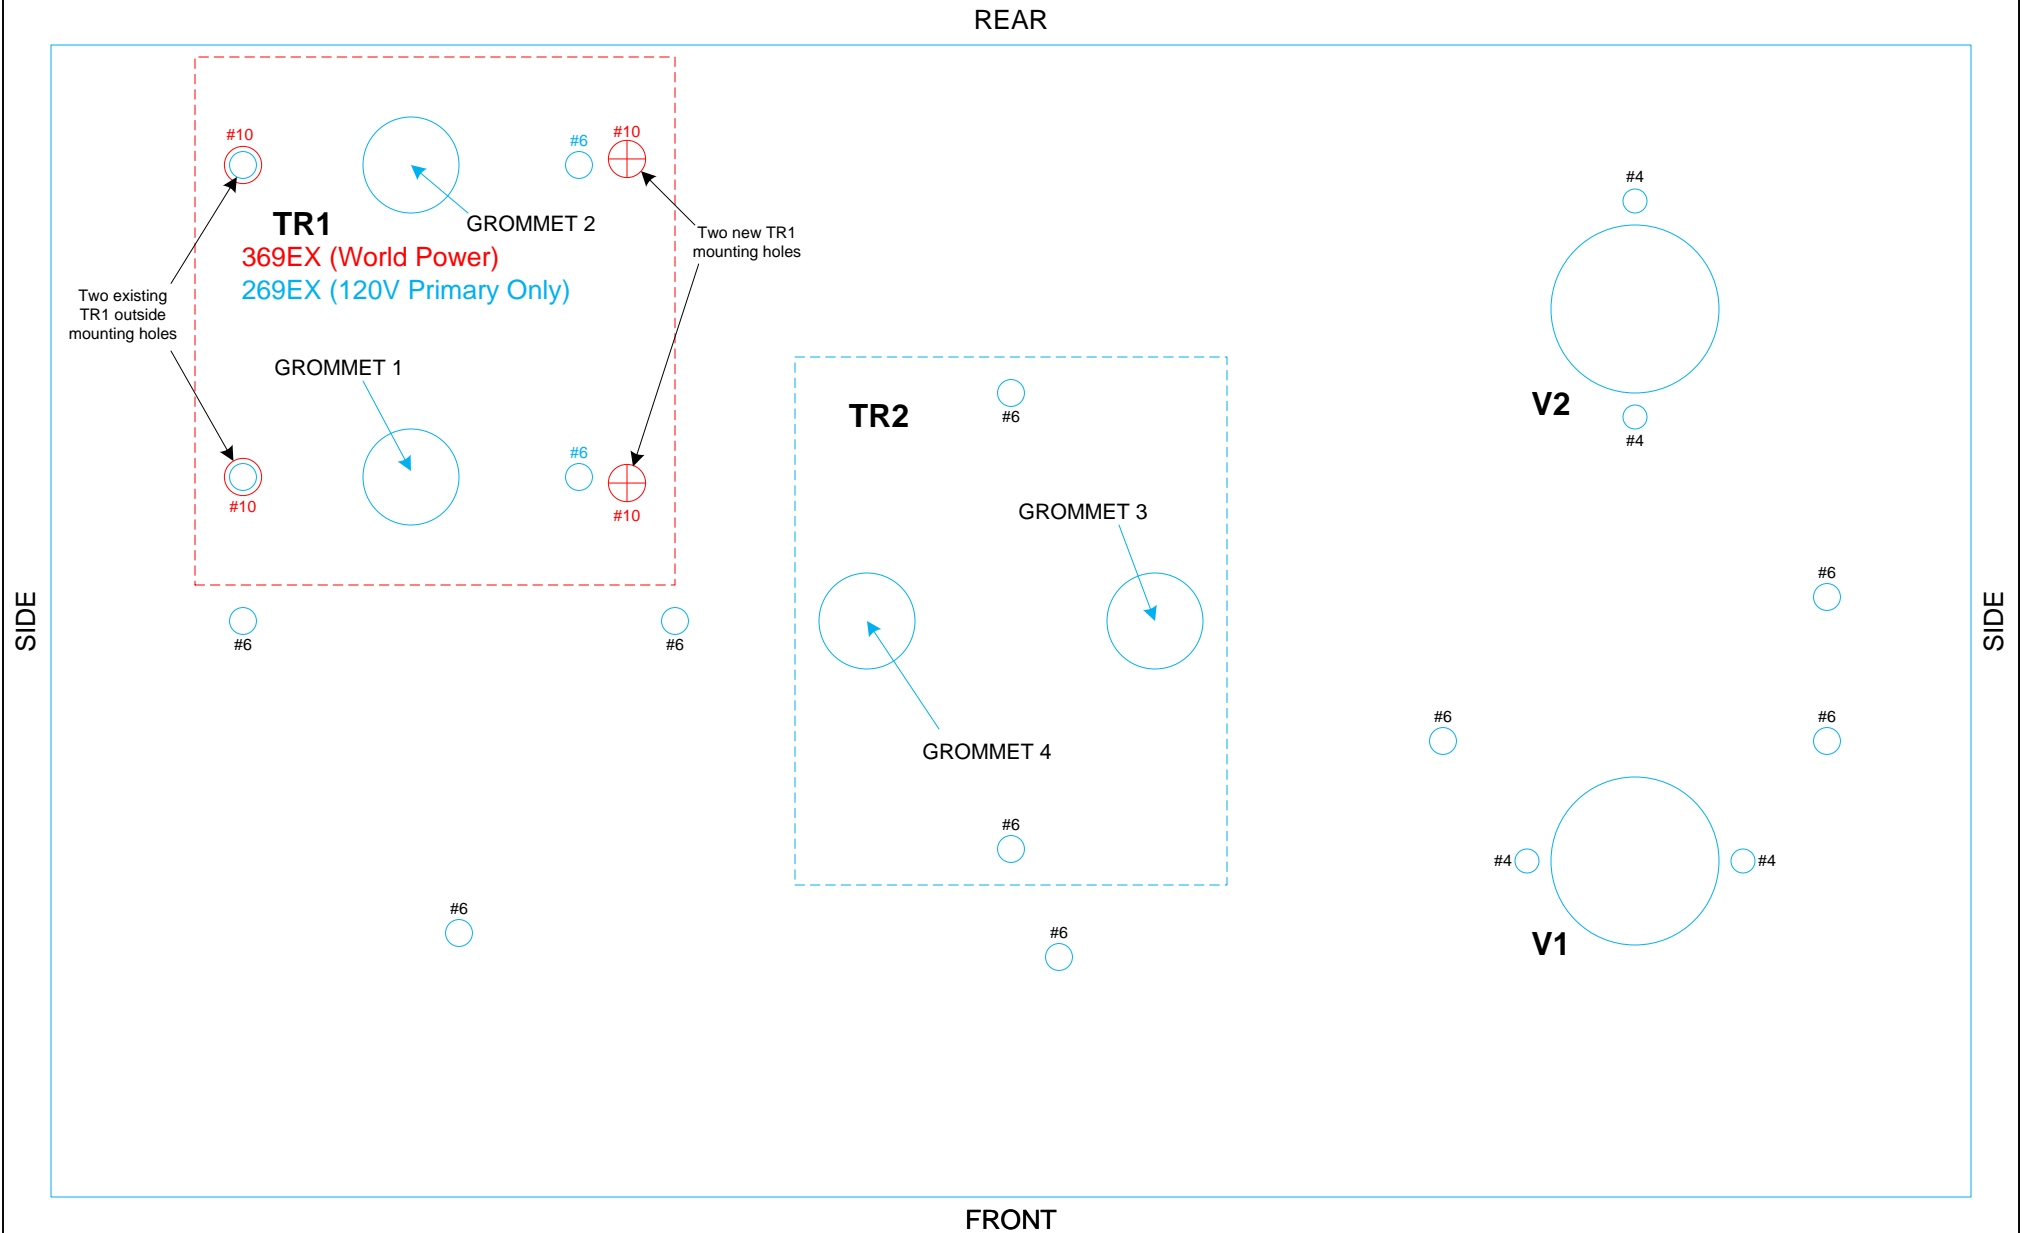 REAR
#10
#6
#10
#4
TR1
GROMMET 2
369EX (World Power)
269EX (120V Primary Only)
Two new TR1
mounting holes
Two existing
TR1 outside
mounting holes
GROMMET 1
TR2
#6
V2
#4
#6
#10
#10
GROMMET 3
SIDE
#6
#6
#6
SIDE
#6
#6
GROMMET 4
#6
#4
#4
#6
#6
V1
FRONT